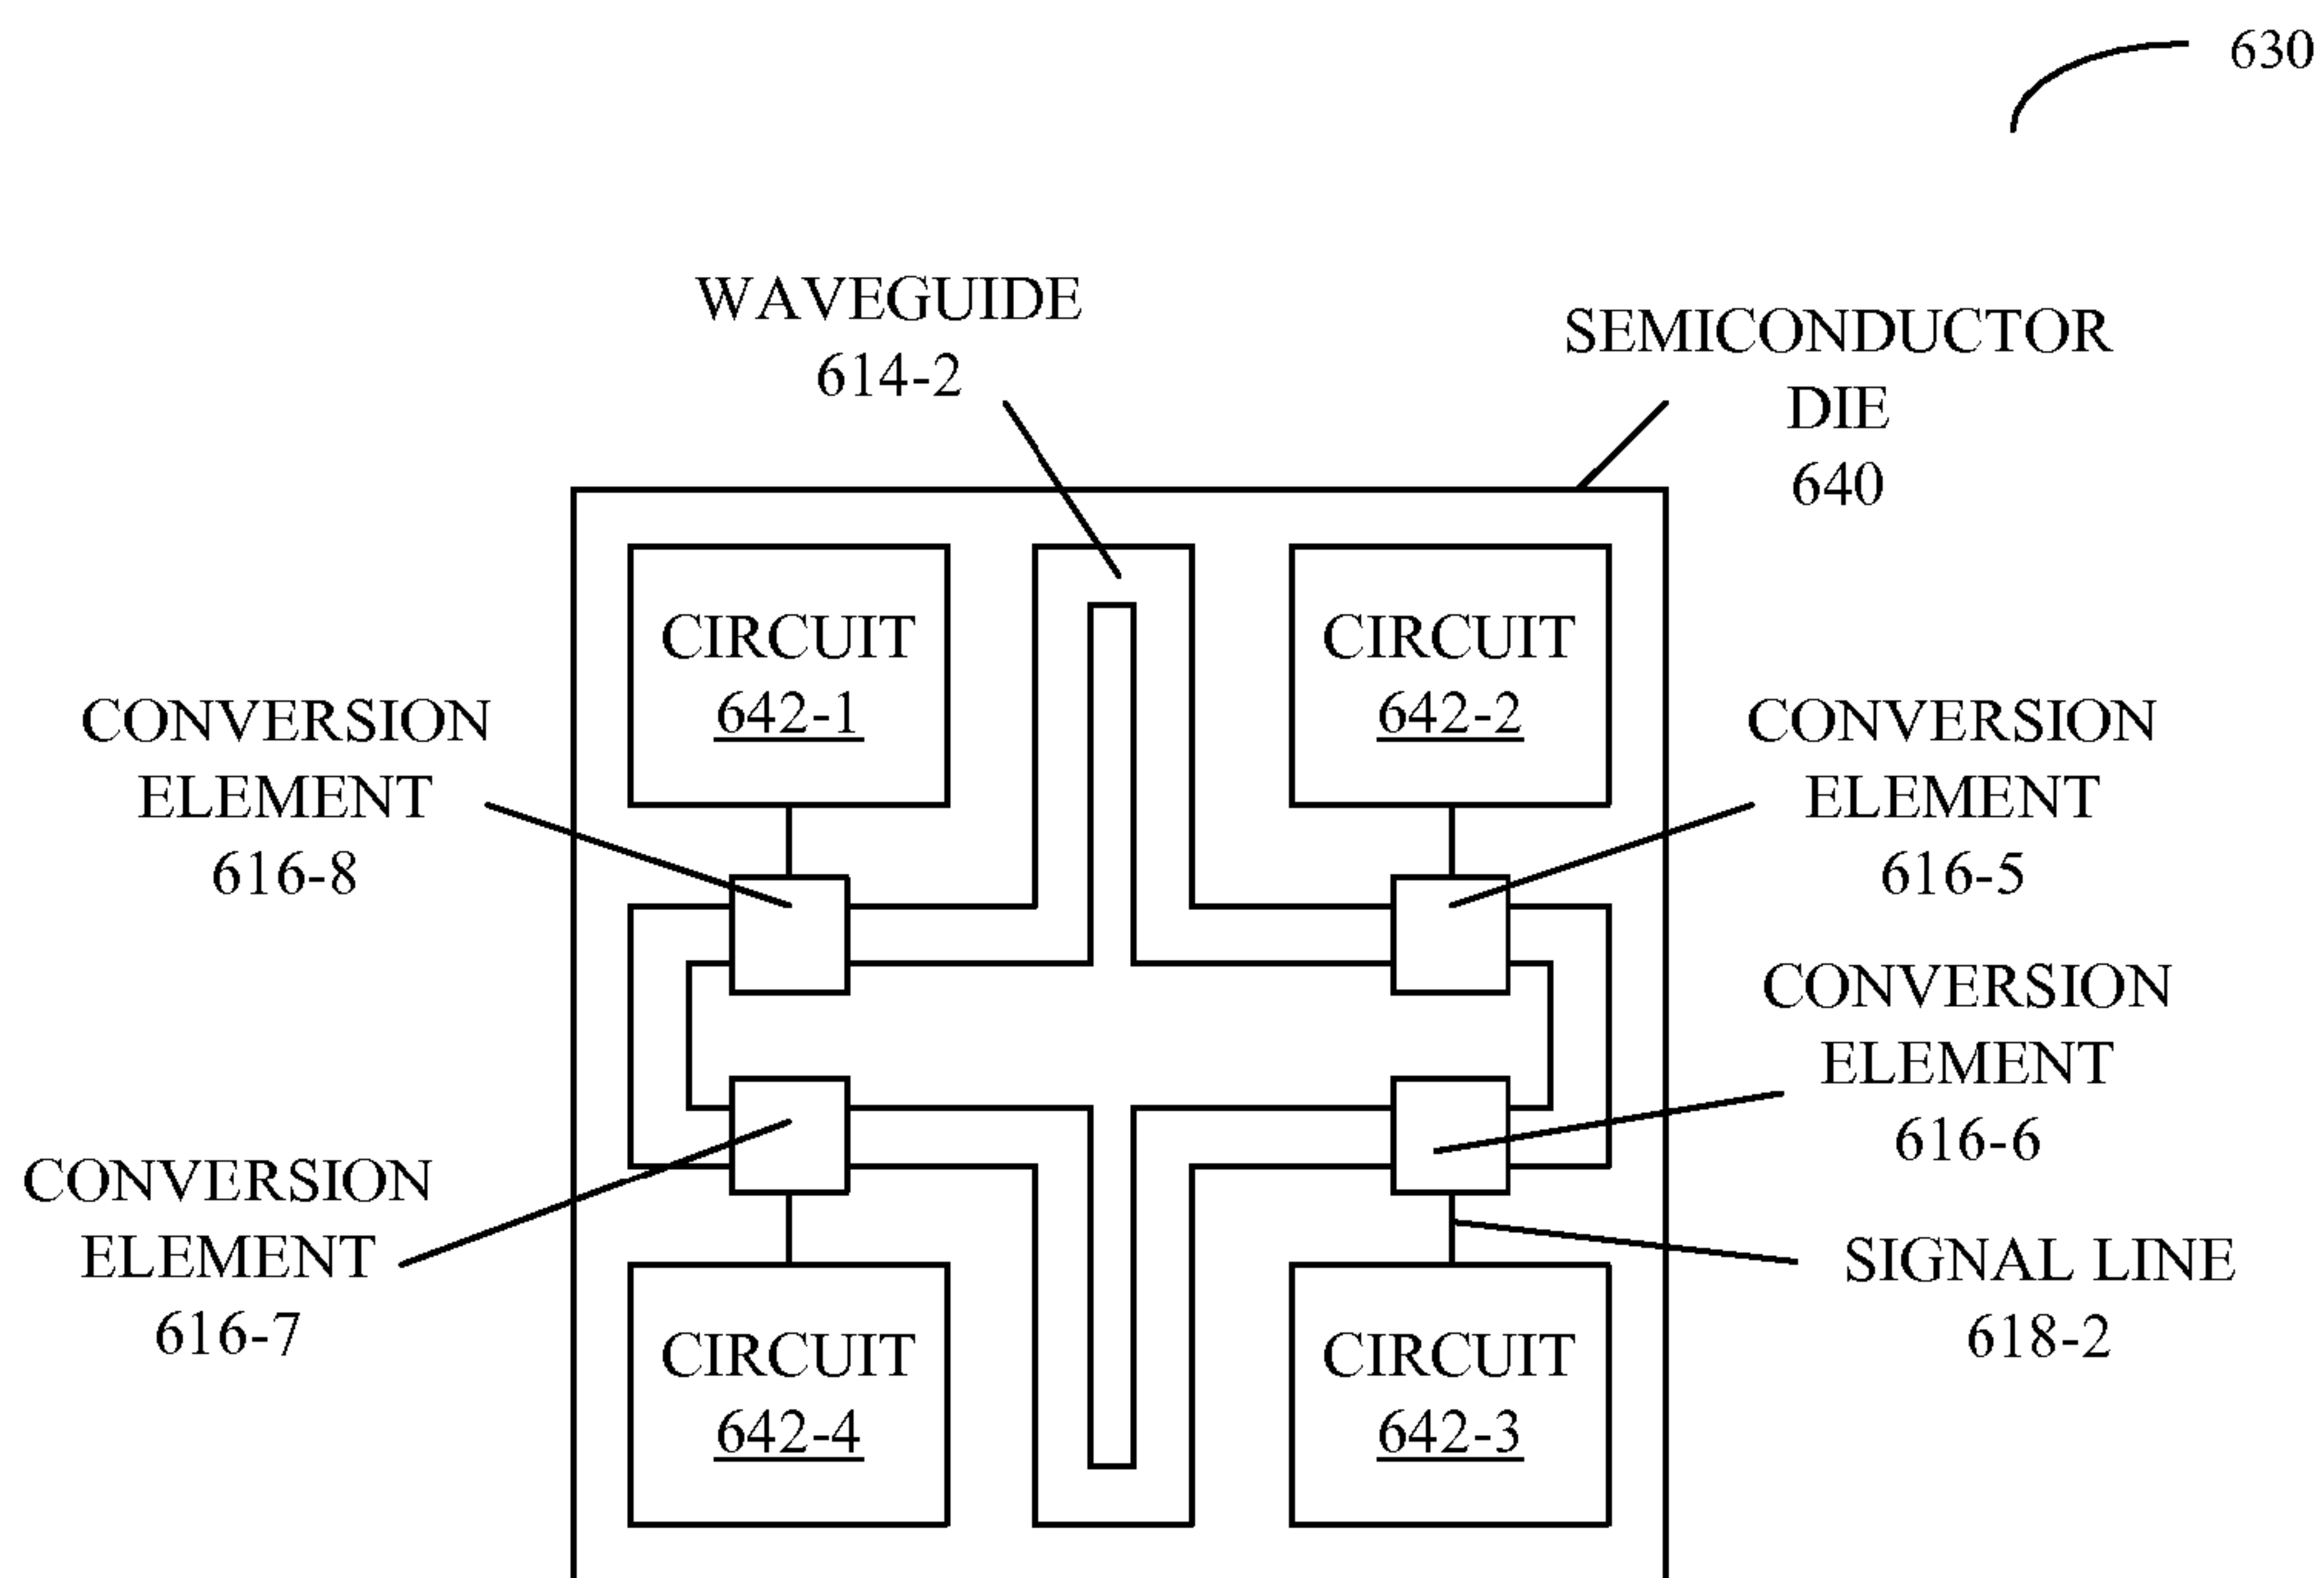 630
WAVEGUIDE
614-2
SEMICONDUCTOR
DIE
640
CIRCUIT
642-1
CIRCUIT
642-2
CONVERSION
ELEMENT
616-8
CONVERSION
ELEMENT
616-5
CONVERSION
ELEMENT
616-6
CONVERSION
ELEMENT
616-7
SIGNAL LINE
618-2
CIRCUIT
642-4
CIRCUIT
642-3